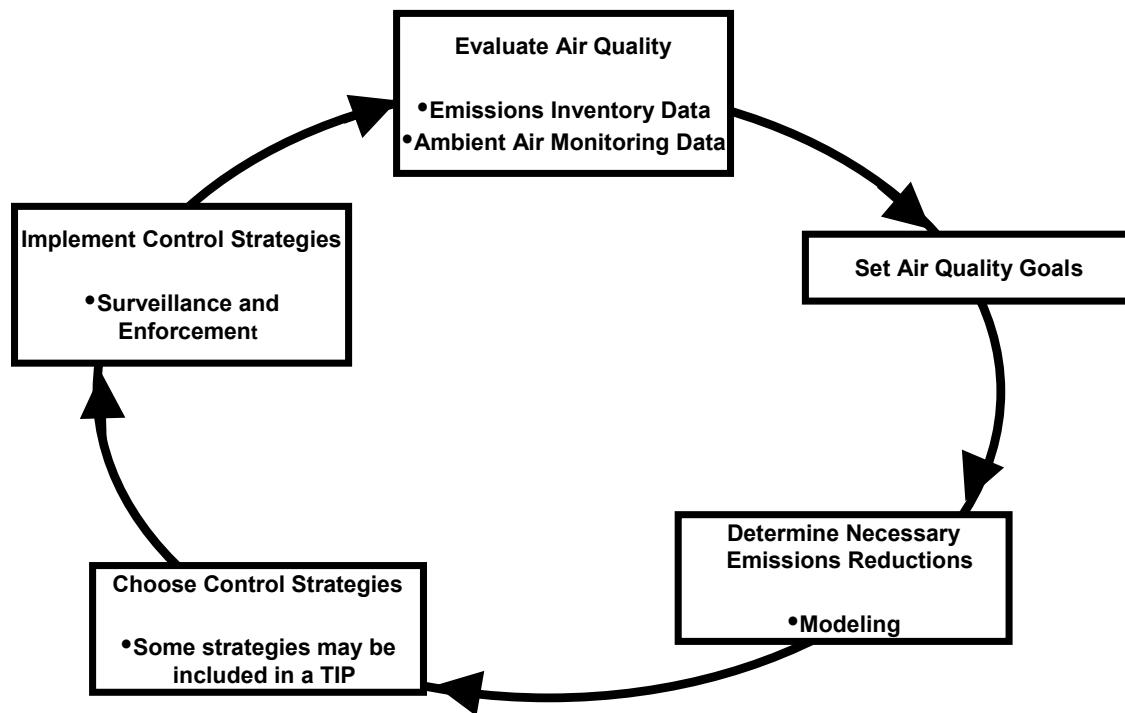 Evaluate Air Quality
•Emissions Inventory Data
•Ambient Air Monitoring Data
Set Air Quality Goals
Determine Necessary
Emissions Reductions
•Modeling
Choose Control Strategies
•Some strategies may be
included in a TIP
Implement Control Strategies
•Surveillance and
Enforcement